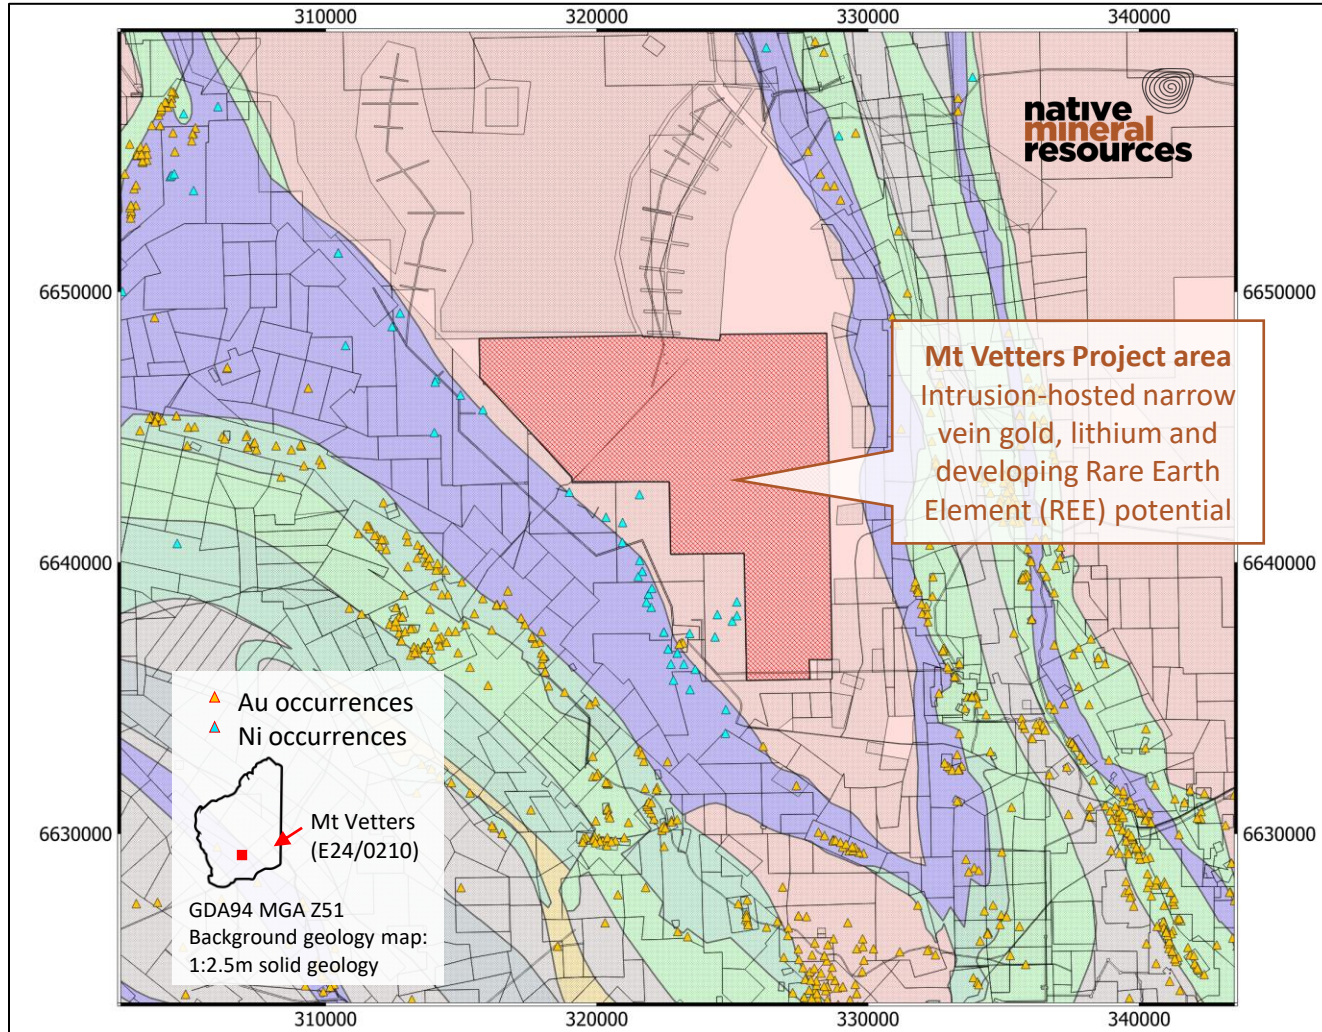 310000
320000
330000
340000
native
mineral
resources
6650000
6650000
Mt Vetters Project area
Intrusion-hosted narrow
vein gold, lithium and
developing Rare Earth
Element (REE) potential
6640000
6640000
Au occurrences
Ni occurrences
Mt Vetters
(E24/0210)
6630000
6630000
GDA94 MGA Z51
Background geology map:
1:2.5m solid geology
310000
320000
330000
340000